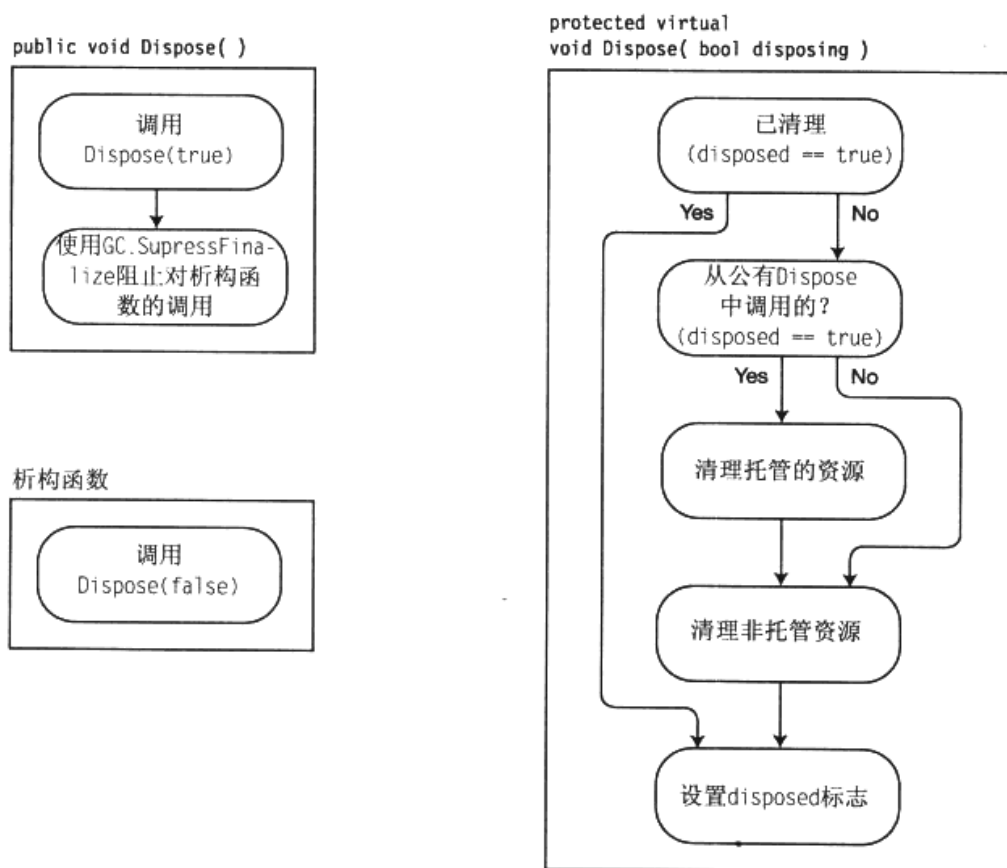 public void Dispose( )
调用
Dispose(true)
使用GC.SupressFina-
lize阻止对析构函
数的调用
析构函数
调用
Dispose(false)
protected virtual
void Dispose( bool disposing )
已清理
(disposed == true)
Yes
No
从公有Dispose
中调用的?
(disposed == true)
Yes
No
清理托管的资源
清理非托管资源
设置disposed标志